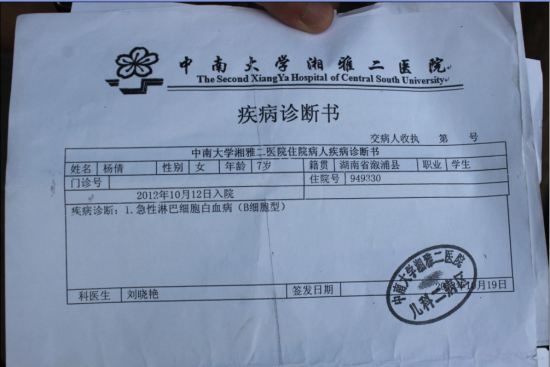 中南大学湘雅二医院
The Second XiangYa Hospital of Central South University
疾病诊断书
交病人收执 第 号
中南大学湘雅二医院住院病人疾病诊断书
姓名 杨倩 性别 女 年龄 7岁 籍贯 湖南省溆浦县 职业 学生
门诊号 住院号 949330
2012年10月12日入院
疾病诊断：1.急性淋巴细胞白血病（B细胞型）
中南大学湘雅二医院
儿科二病区
科医生 刘晓艳 签发日期 月19日